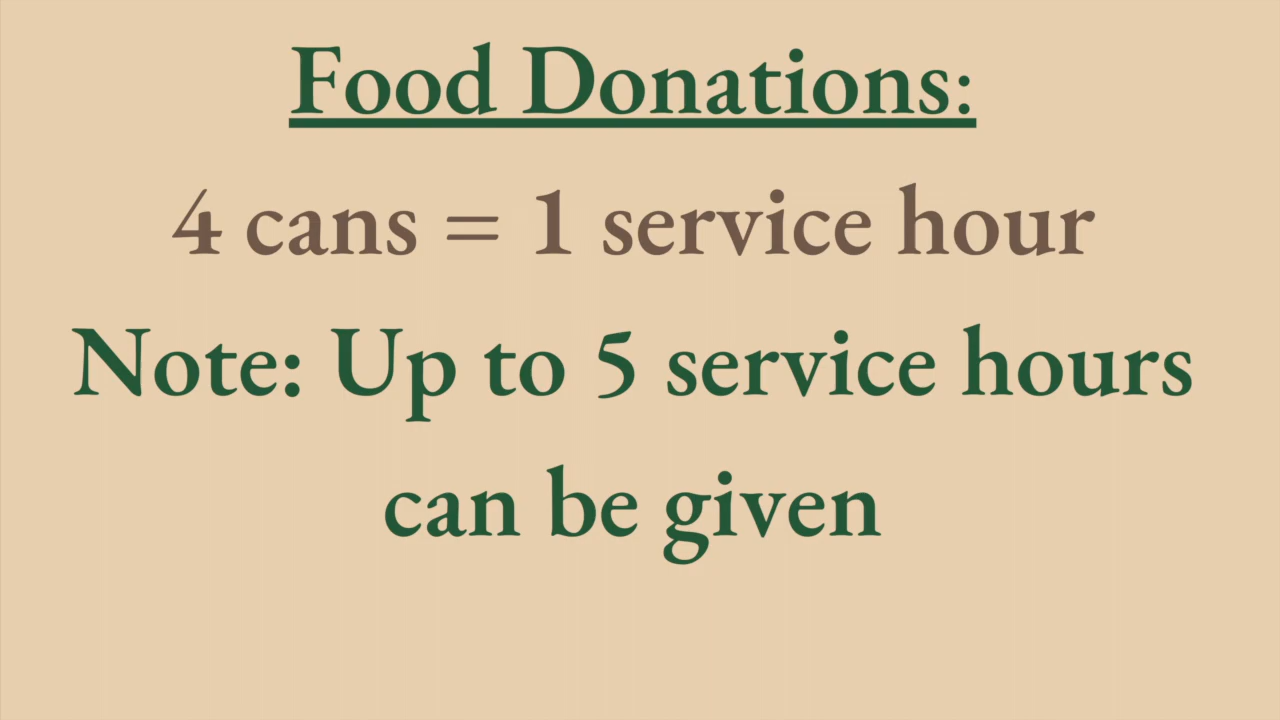 Food Donations:
4 cans = 1 service hour
Note: Up to 5 service hours
can be given